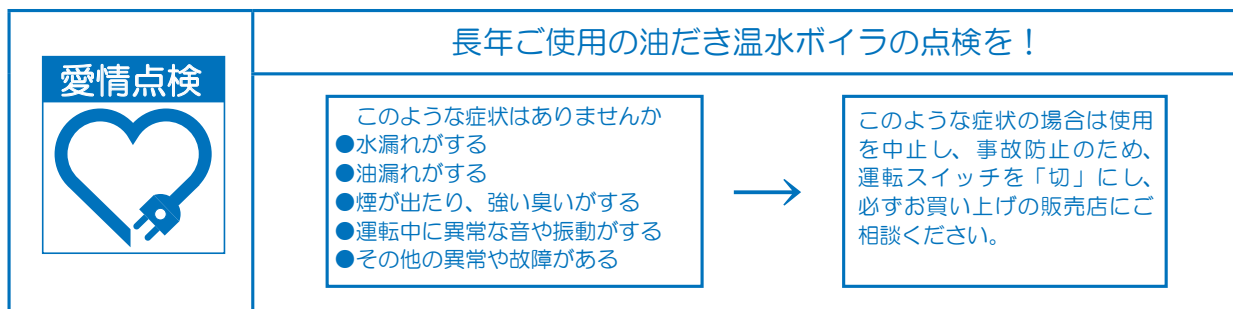 愛情点検
長年ご使用の油だき温水ボイラの点検を！
このような症状はありませんか
●水漏れがする
●油漏れがする
●煙が出たり、強い臭いがする
●運転中に異常な音や振動がする
●その他の異常や故障がある
このような症状の場合は使用
を中止し、事故防止のため、
運転スイッチを「切」にし、
必ずお買い上げの販売店にご
相談ください。